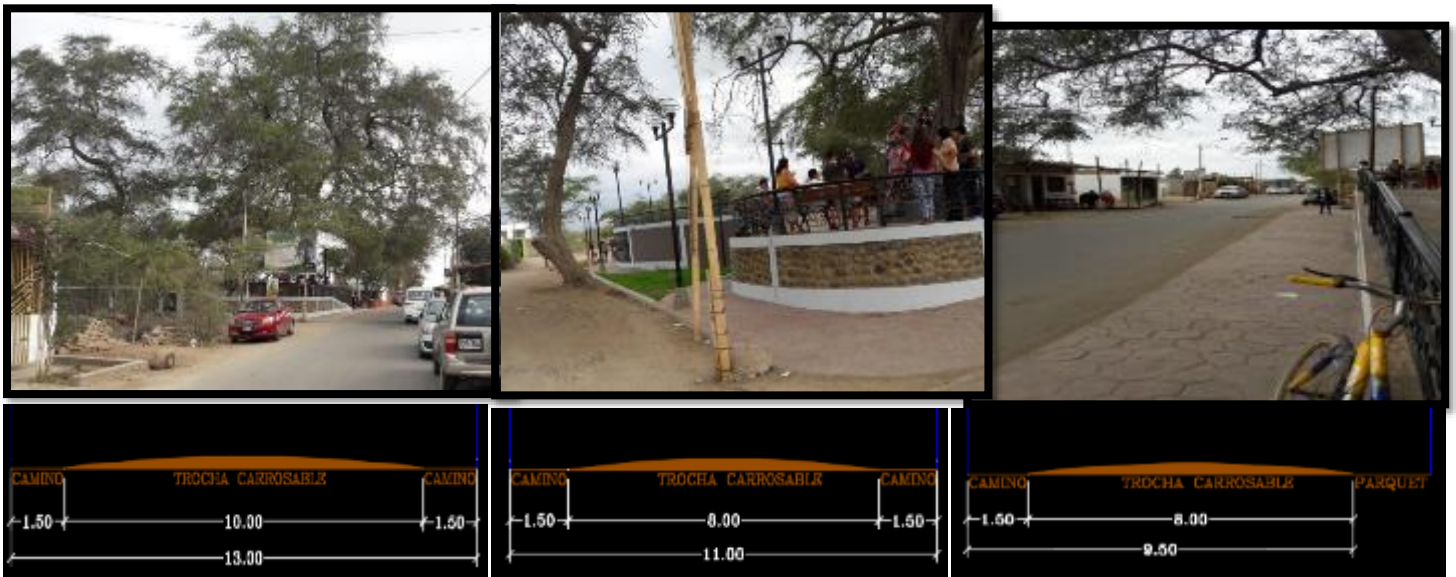 CAMINO TROCHA CARROSABLE CAMINO
1.50 10.00 1.50
13.00
CAMINO TROCHA CARROSABLE CAMINO
1.50 8.00 1.50
11.00
CAMINO TROCHA CARROSABLE PARQUET
1.50 8.00
9.50